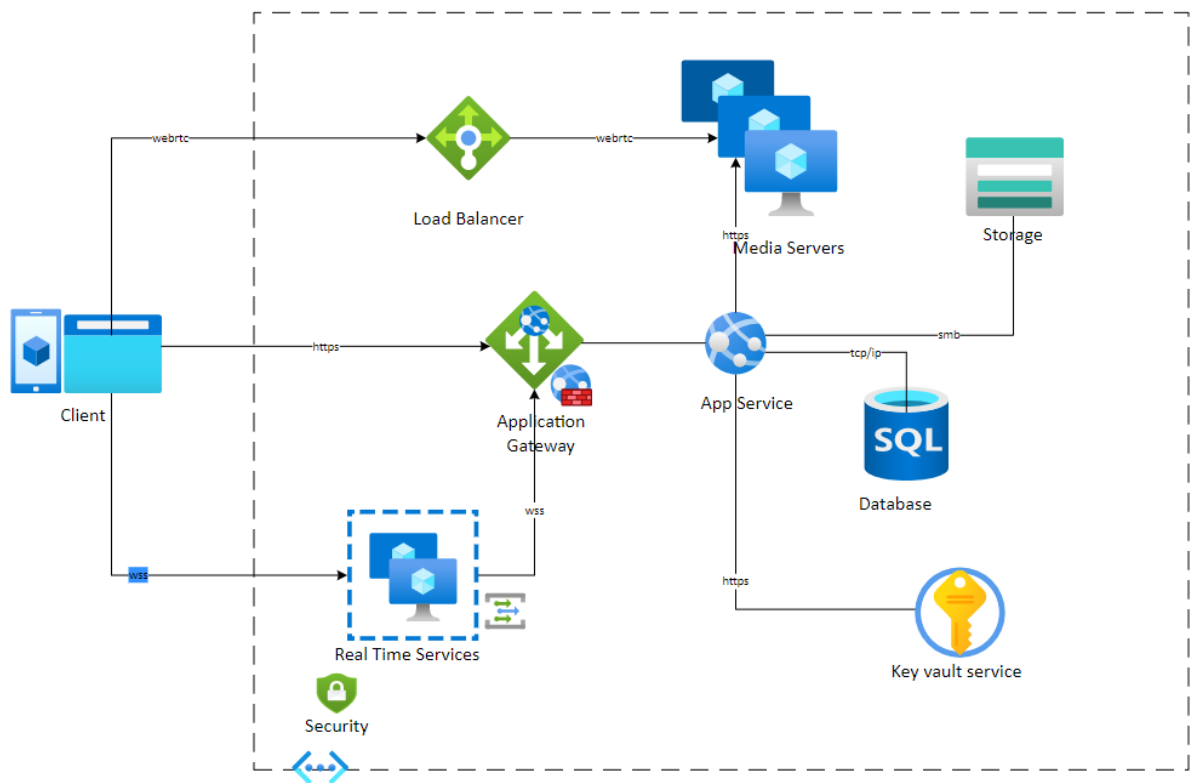 webrtc
webrtc
Load Balancer
https
Media Servers
Storage
https
smb
tcp/ip
Client
App Service
Application
Gateway
SQL
Database
wss
wss
https
Real Time Services
Key vault service
Security